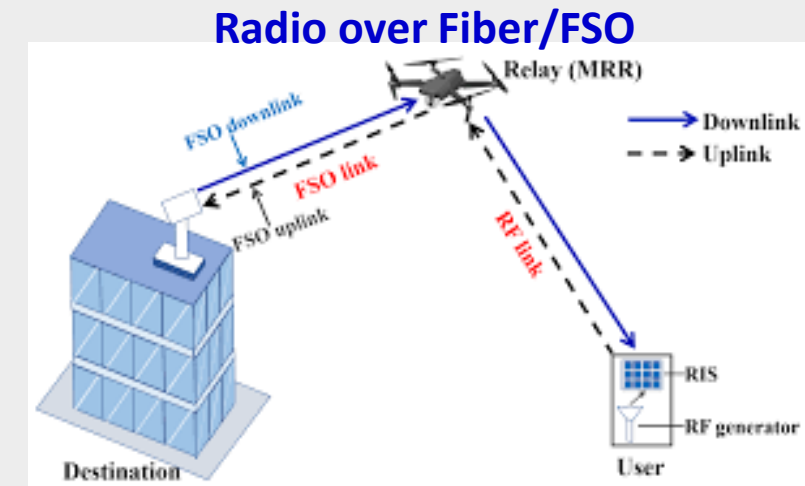 Radio over Fiber/FSO
Relay (MRR)
FSO downlink
Downlink
Uplink
FSO link
FSO uplink
RF link
RIS
RF generator
Destination
User